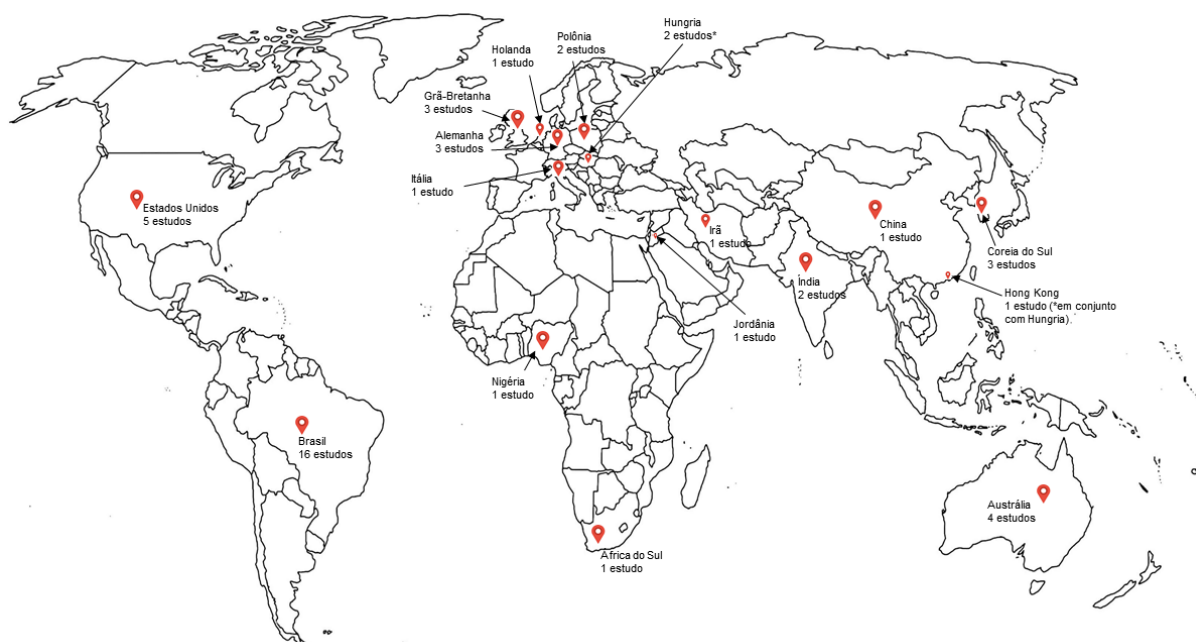 Hungria
2 estudos*
Polônia
2 estudos
Holanda
1 estudo
Grã-Bretanha
3 estudos
Alemanha
3 estudos
Itália
1 estudo
Estados Unidos
5 estudos
Irã
1 estudo
China
1 estudo
Coreia do Sul
3 estudos
Índia
2 estudos
Hong Kong
1 estudo (*em conjunto
com Hungria).
Jordânia
1 estudo
Nigéria
1 estudo
Brasil
16 estudos
Austrália
4 estudos
África do Sul
1 estudo